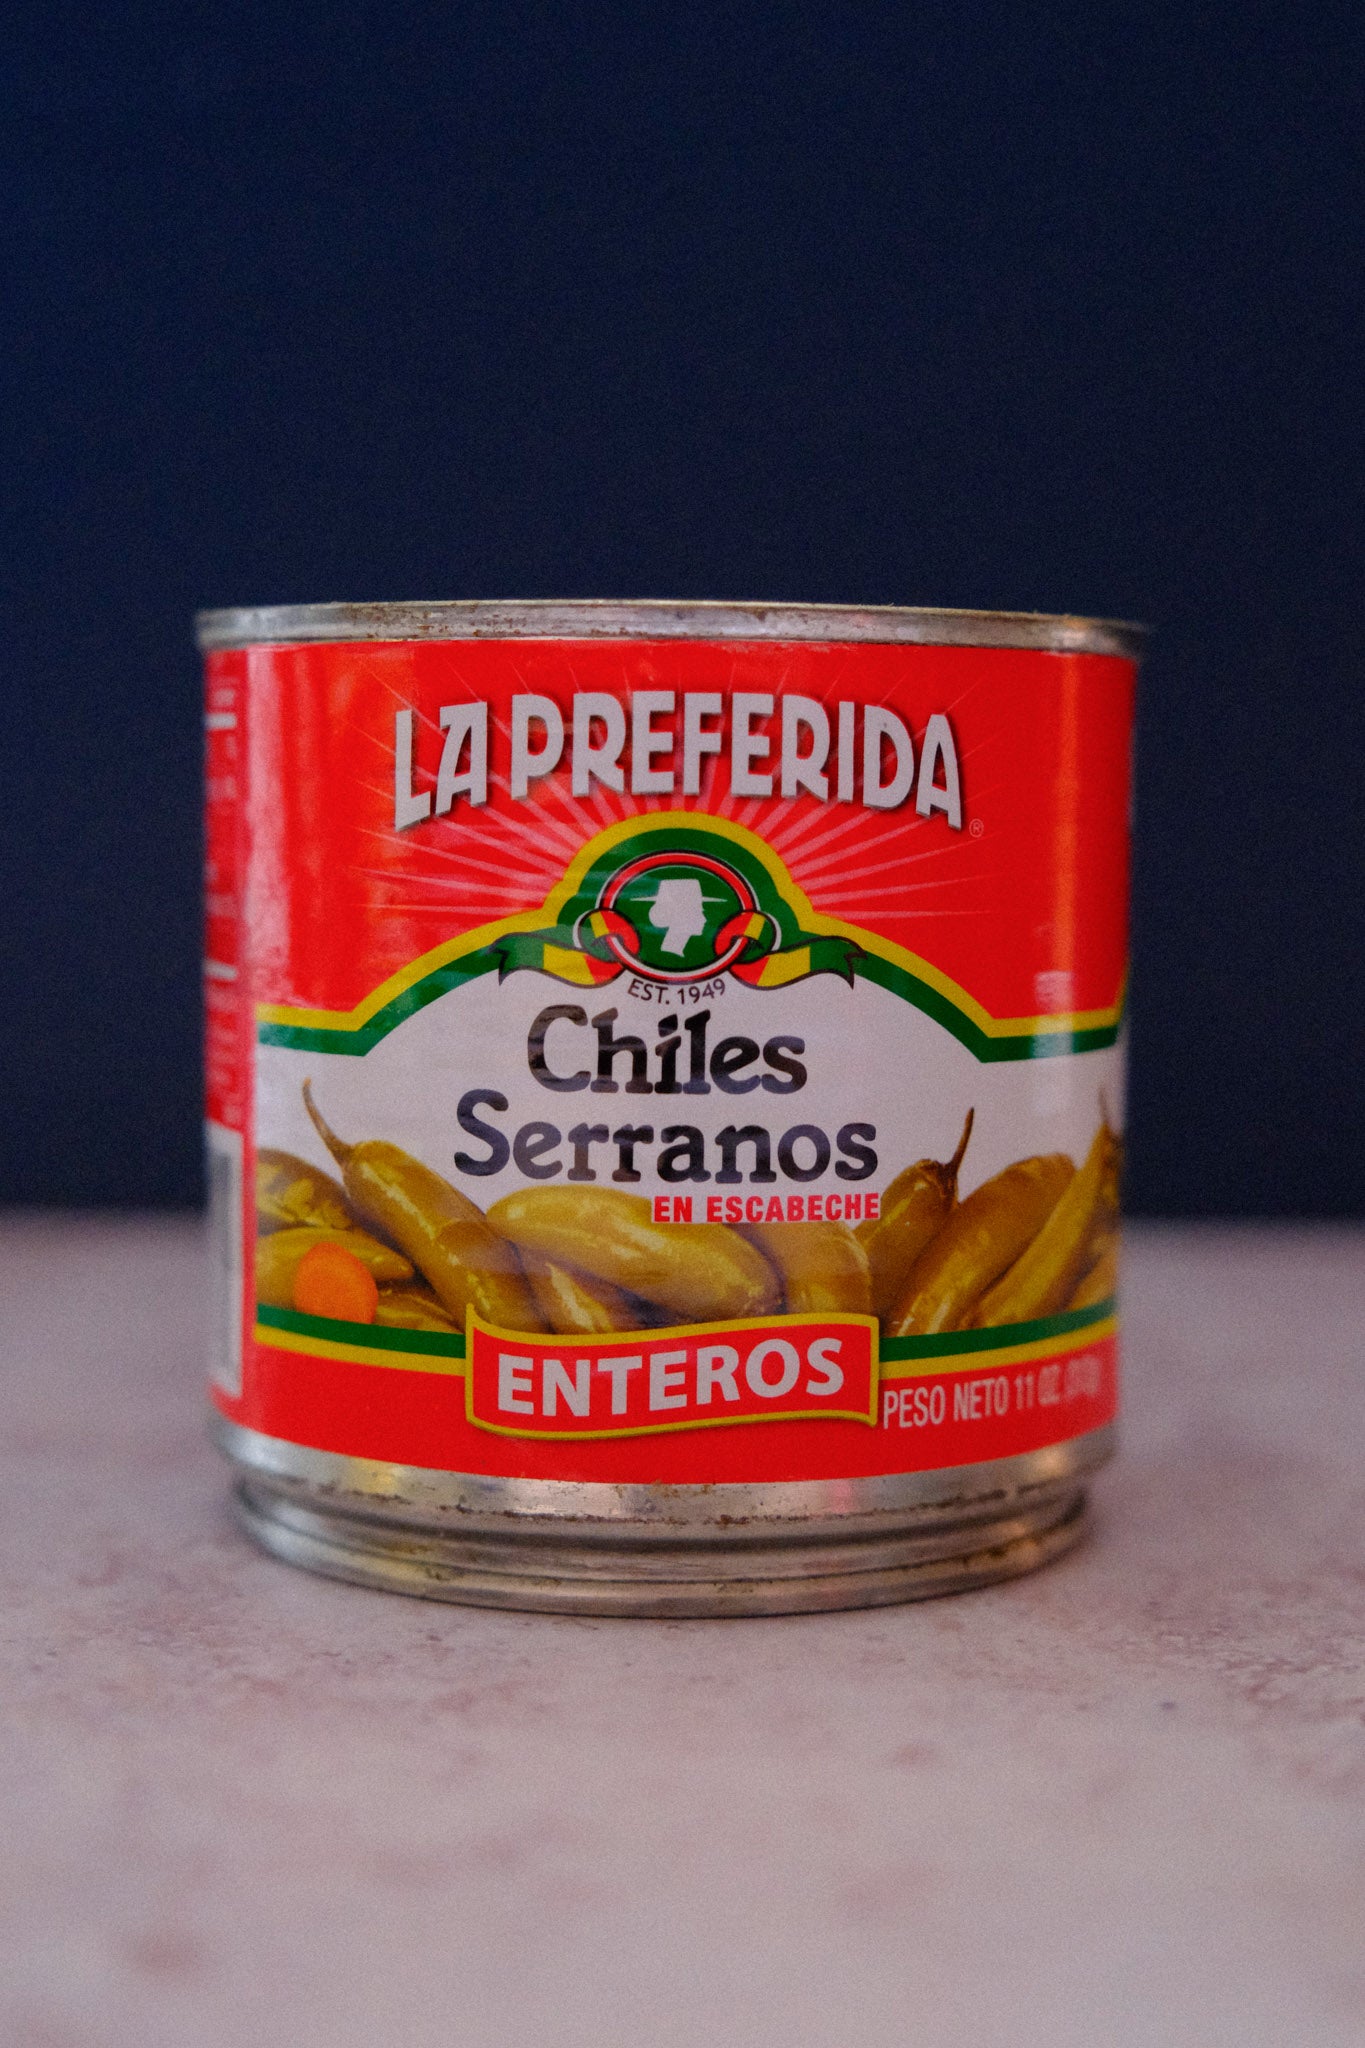 LA PREFERIDA
®
EST. 1949
Chiles
Serranos
EN ESCABECHE
ENTEROS
PESO NETO 11 OZ.